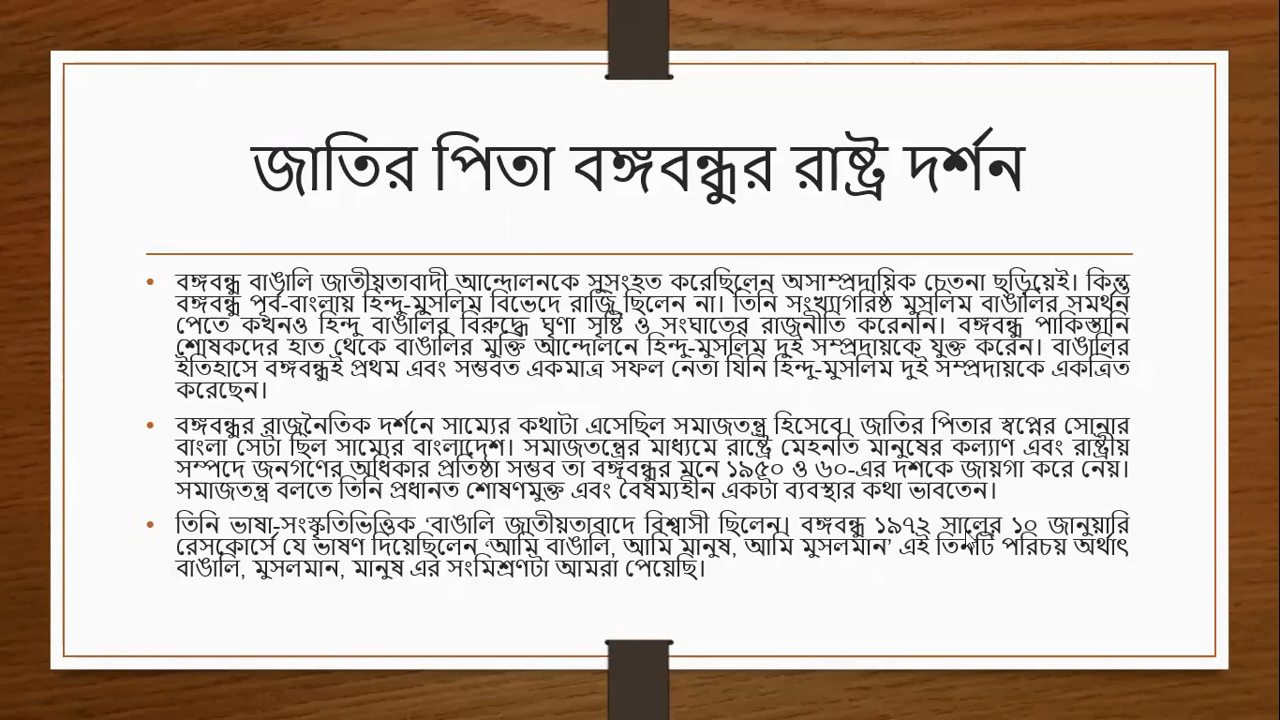 জাতির পিতা বঙ্গবন্ধুর রাষ্ট্র দর্শন
• বঙ্গবন্ধু বাঙালি জাতীয়তাবাদী আন্দোলনকে সুসংহত করেছিলেন অসাম্প্রদায়িক চেতনা ছড়িয়েই। কিন্তু
বঙ্গবন্ধু পূর্ব-বাংলায় হিন্দু-মুসলিম বিভেদে রাজি ছিলেন না। তিনি সংখ্যাগরিষ্ঠ মুসলিম বাঙালির সমর্থন
পেতে কখনও হিন্দু বাঙালির বিরুদ্ধে ঘৃণা সৃষ্টি ও সংঘাতের রাজনীতি করেননি। বঙ্গবন্ধু পাকিস্তানি
শোষকদের হাত থেকে বাঙালির মুক্তি আন্দোলনে হিন্দু-মুসলিম দুই সম্প্রদায়কে যুক্ত করেন। বাঙালির
ইতিহাসে বঙ্গবন্ধুই প্রথম এবং সম্ভবত একমাত্র সফল নেতা যিনি হিন্দু-মুসলিম দুই সম্প্রদায়কে একত্রিত
করেছেন।
• বঙ্গবন্ধুর রাজনৈতিক দর্শনে সাম্যের কথাটা এসেছিল সমাজতন্ত্র হিসেবে। জাতির পিতার স্বপ্নের সোনার
বাংলা সেটা ছিল সাম্যের বাংলাদেশ। সমাজতন্ত্রের মাধ্যমে রাষ্ট্রে মেহনতি মানুষের কল্যাণ এবং রাষ্ট্রীয়
সম্পদে জনগণের অধিকার প্রতিষ্ঠা সম্ভব তা বঙ্গবন্ধুর মনে ১৯৫০ ও ৬০-এর দশকে জায়গা করে নেয়।
সমাজতন্ত্র বলতে তিনি প্রধানত শোষণমুক্ত এবং বৈষম্যহীন একটা ব্যবস্থার কথা ভাবতেন।
• তিনি ভাষা-সংস্কৃতিভিত্তিক ‘বাঙালি জাতীয়তাবাদে বিশ্বাসী ছিলেন। বঙ্গবন্ধু ১৯৭২ সালের ১০ জানুয়ারি
রেসকোর্সে যে ভাষণ দিয়েছিলেন ‘আমি বাঙালি, আমি মানুষ, আমি মুসলমান’ এই তিনটি পরিচয় অর্থাৎ
বাঙালি, মুসলমান, মানুষ এর সংমিশ্রণটা আমরা পেয়েছি।